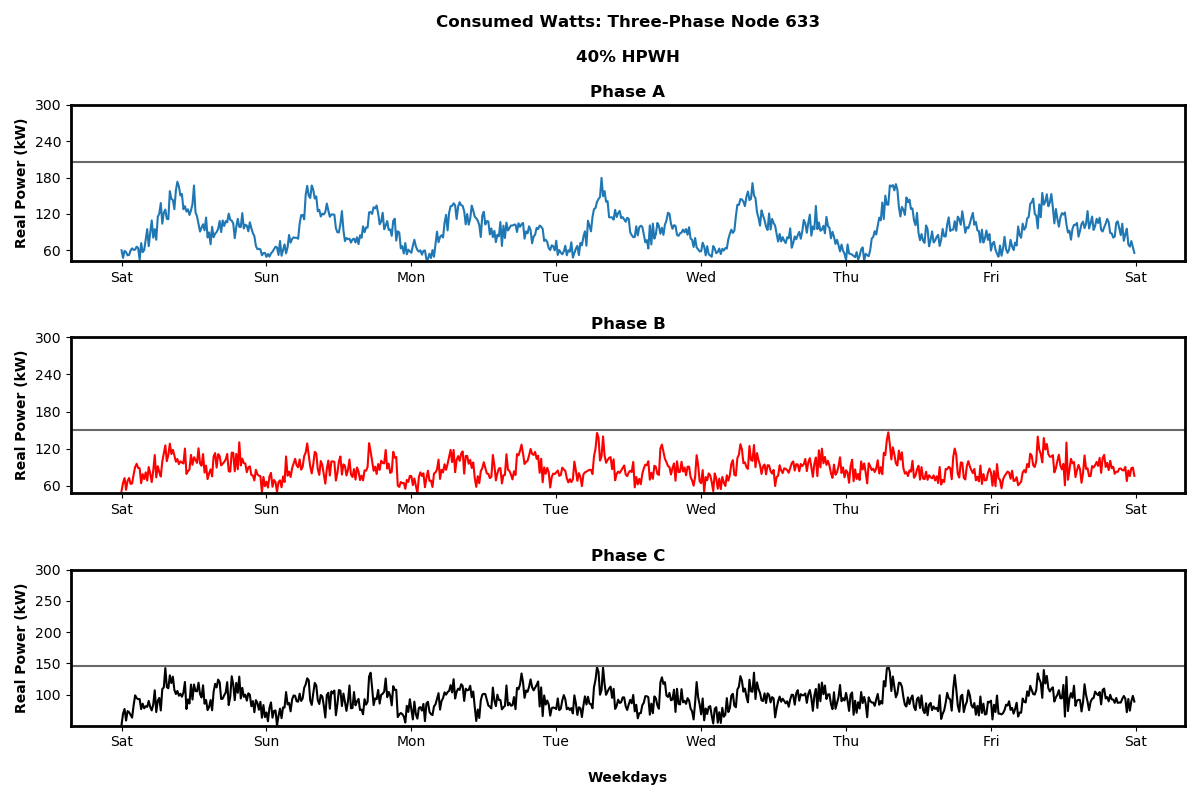 Consumed Watts: Three-Phase Node 633
40% HPWH
Phase A
Real Power (kW)
300
240
180
120
60
Sat Sun Mon Tue Wed Thu Fri Sat
Phase B
Real Power (kW)
300
240
180
120
60
Sat Sun Mon Tue Wed Thu Fri Sat
Phase C
Real Power (kW)
300
250
200
150
100
Sat Sun Mon Tue Wed Thu Fri Sat
Weekdays